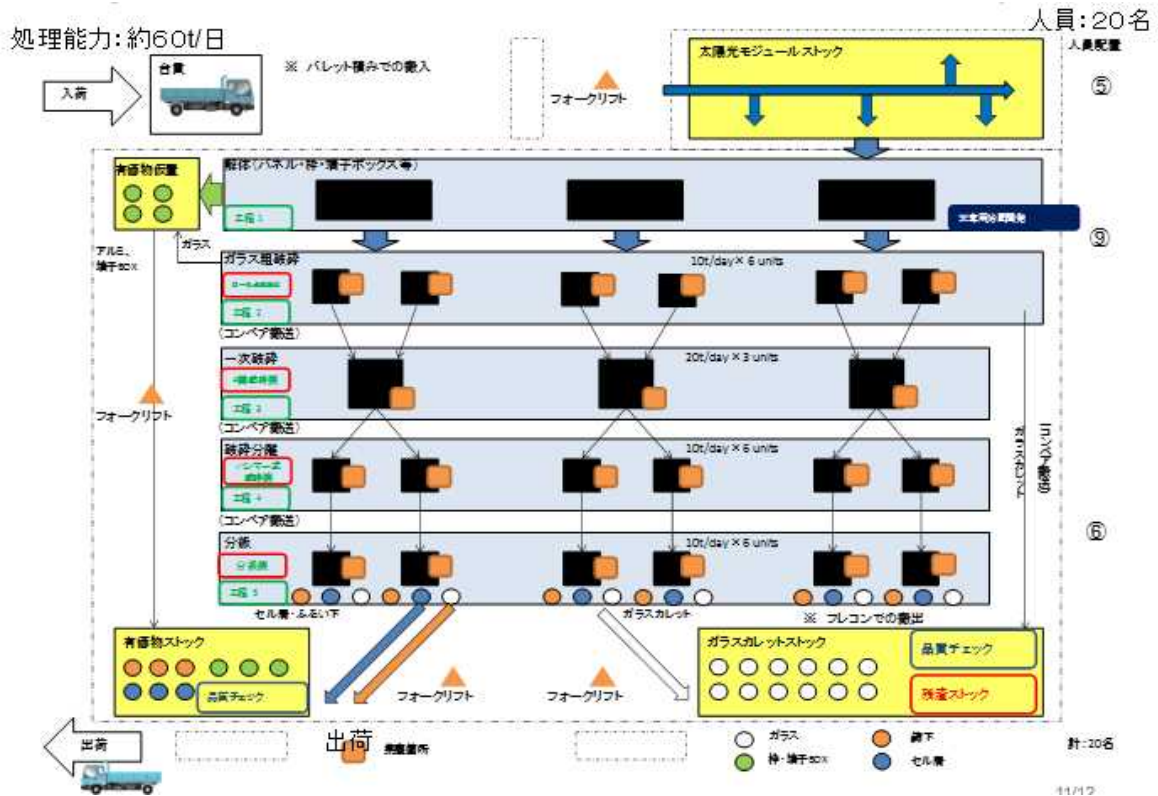 処理能力:約60t/日
人員:20名
人員配置
入荷
台貫
※ パレット積みでの搬入
フォークリフト
太陽光モジュールストック
⑤
有価物仮置
解体(パネル・枠・端子ボックス等)
工程 1
⑨
アルミ、
端子BOX
ガラス
ガラス粗破砕
10t/day× 6 units
工程 2
(コンベア搬送)
一次破砕
20t/day × 3 units
工程 3
(コンベア搬送)
フォークリフト
破砕分離
10t/day×6 units
工程 4
(コンベア搬送)
ガラスカレット
(コンベア搬送)
⑥
分級
10t/day × 6 units
分級機
工程 5
セル層・ふるい下
ガラスカレット
※ フレコンでの搬出
有価物ストック
品質チェック
フォークリフト
フォークリフト
ガラスカレットストック
品質チェック
残渣ストック
出荷
出荷
集塵箇所
ガラス
篩下
枠・端子BOX
セル層
計:20名
11/12